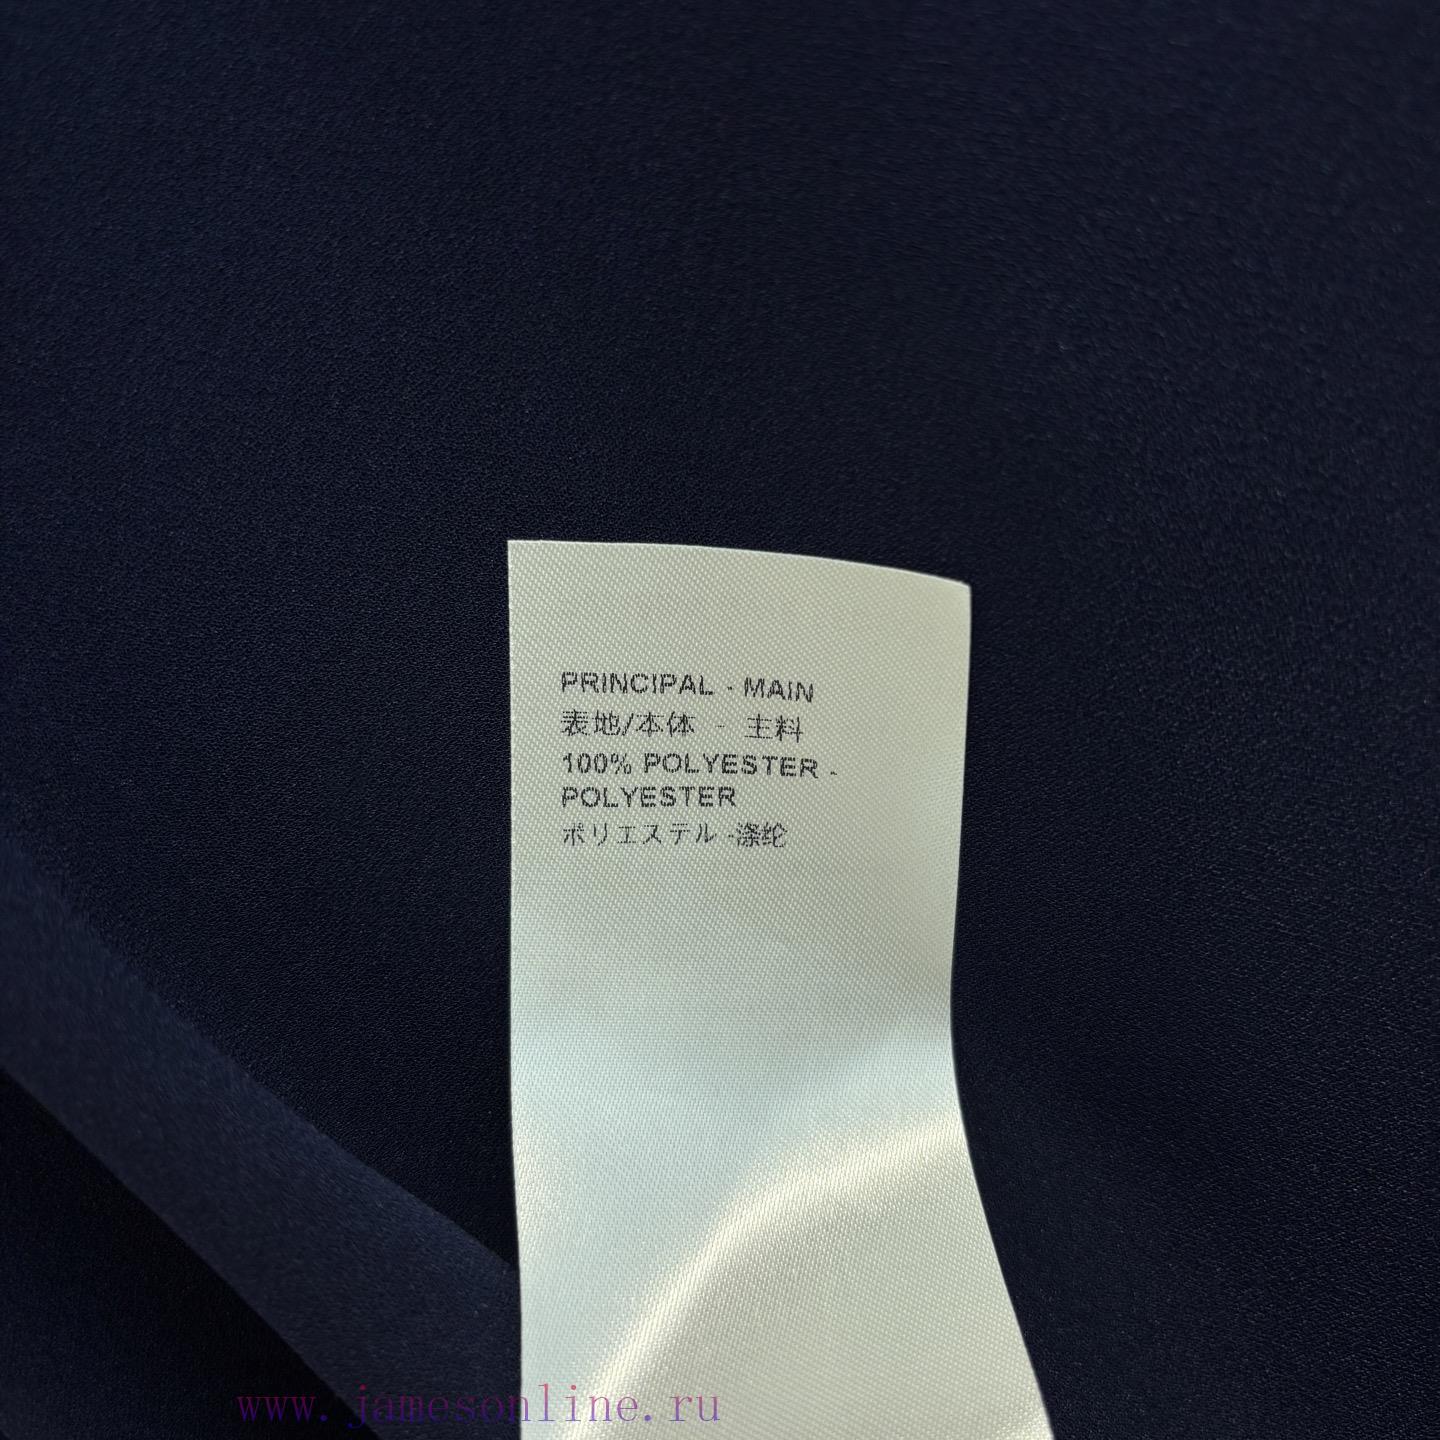 PRINCIPAL - MAIN
表地/本体 - 主料
100% POLYESTER -
POLYESTER
ポリエステル -涤纶
www.jamesonline.ru